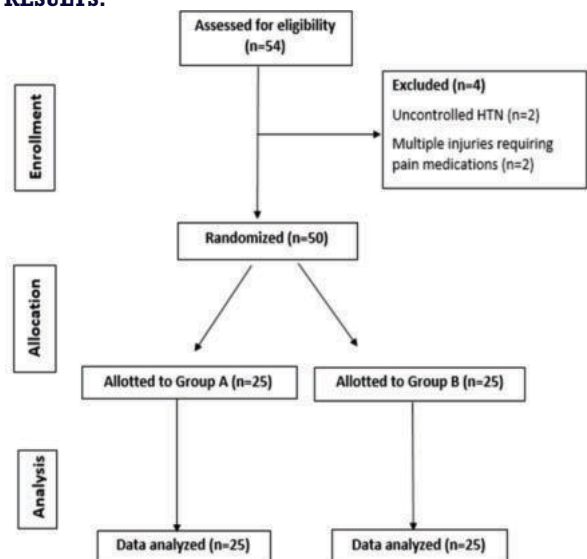 RESULTS:
Assessed for eligibility
(n=54)
Excluded (n=4)
Uncontrolled HTN (n=2)
Multiple injuries requiring
pain medications (n=2)
Enrollment
Randomized (n=50)
Allocation
Allotted to Group A (n=25)
Allotted to Group B (n=25)
Analysis
Data analyzed (n=25)
Data analyzed (n=25)